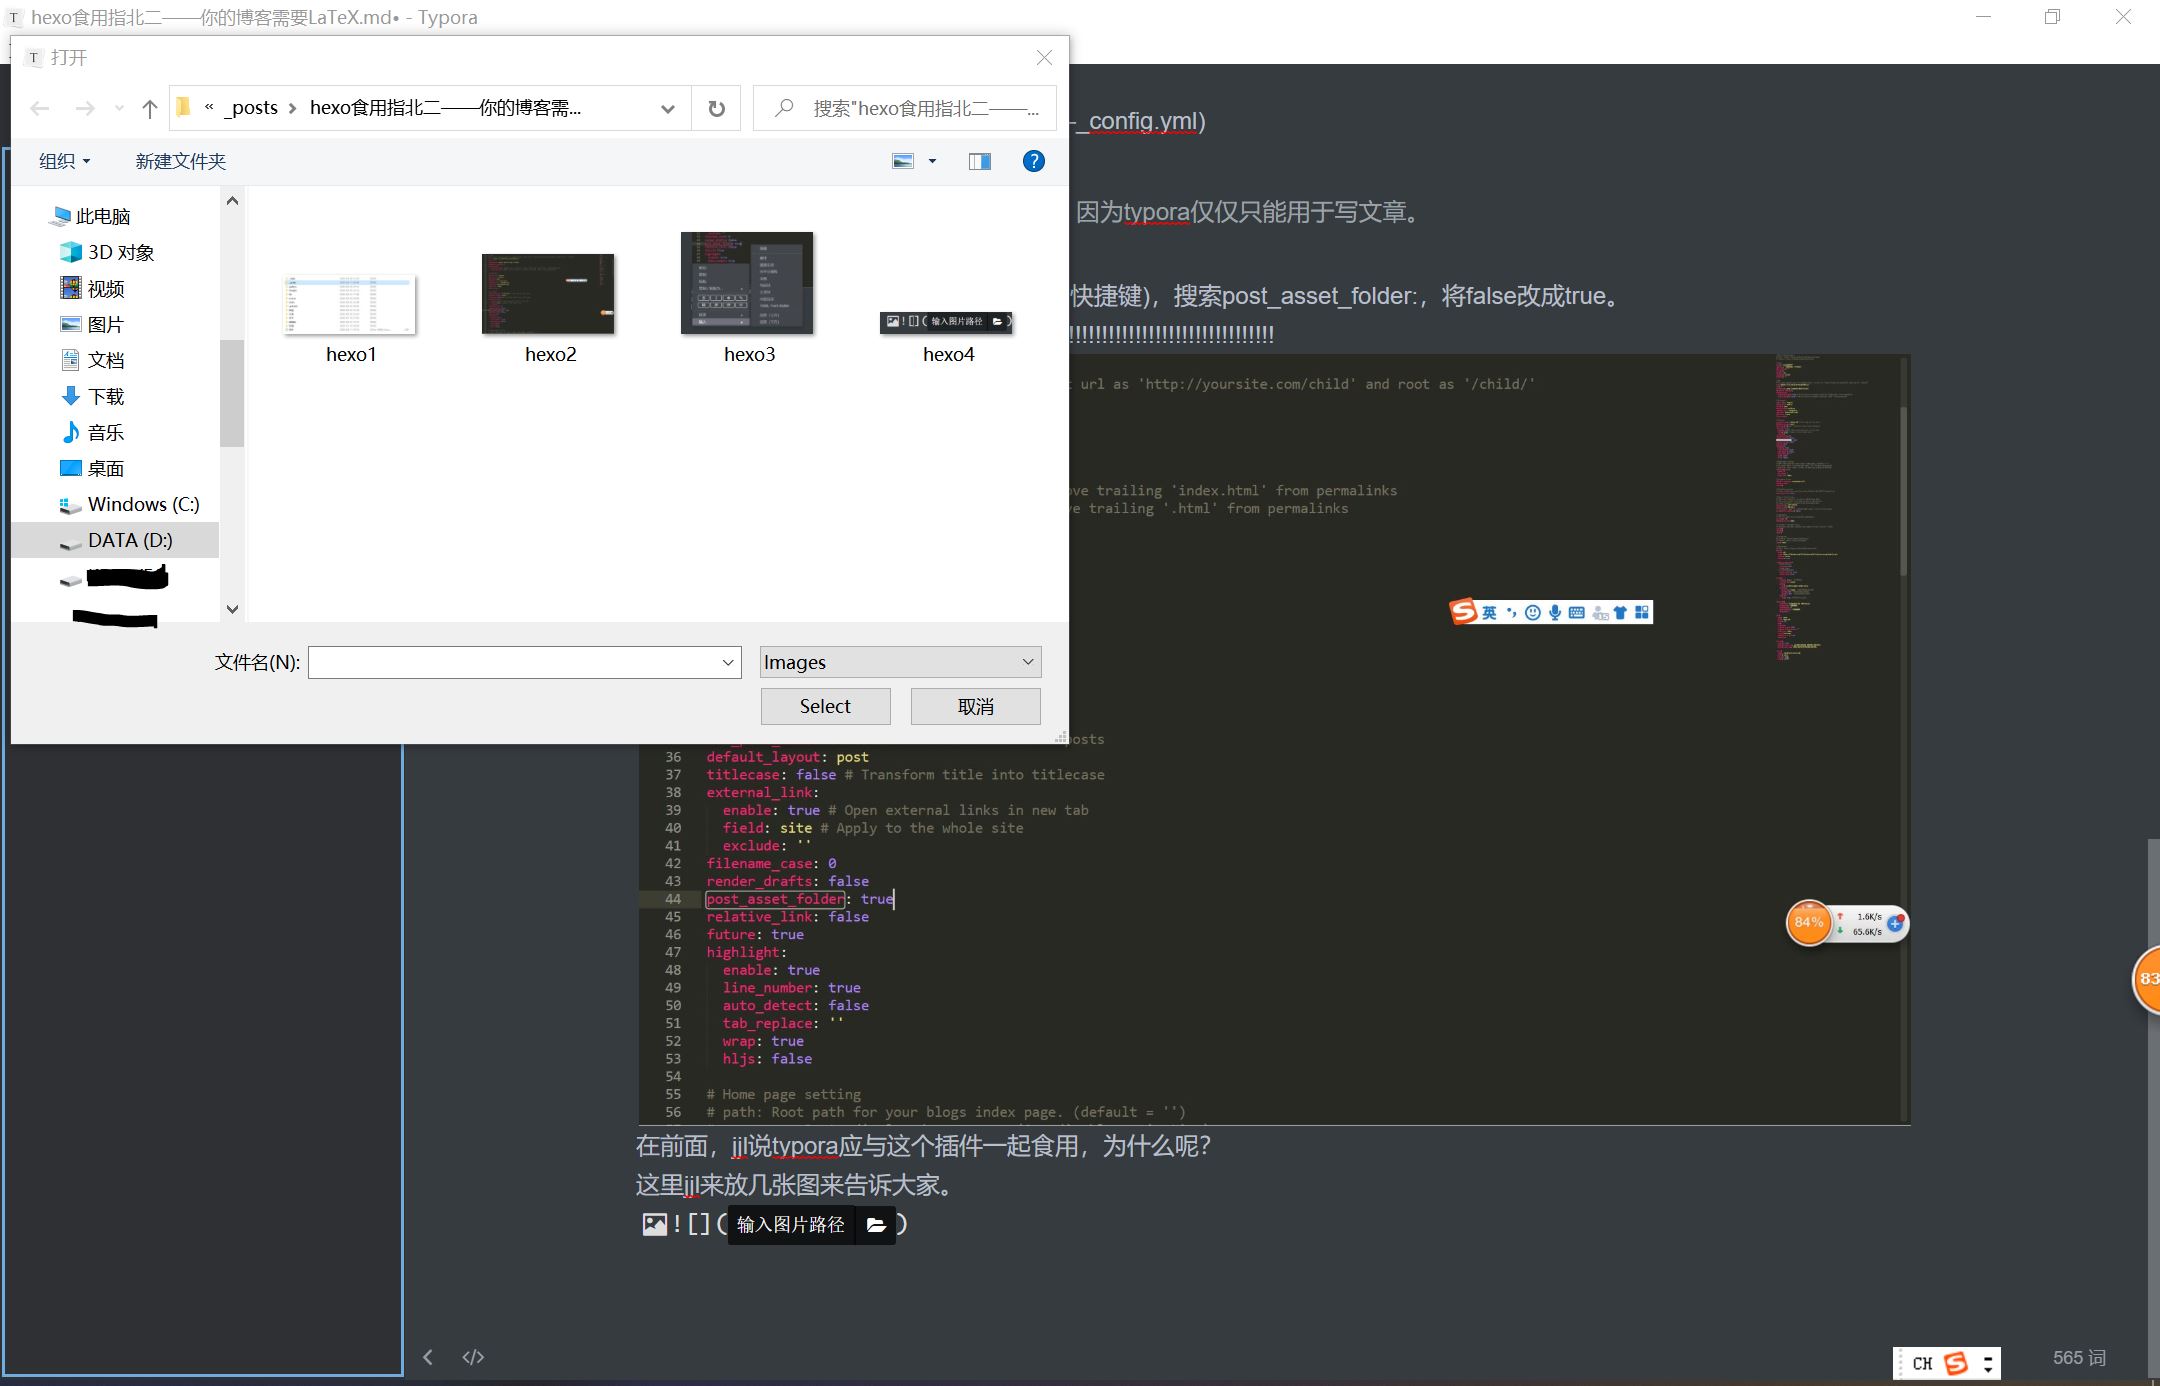 hexo食用指北二——你的博客需要LaTeX.md• - Typora
打开
« _posts › hexo食用指北二——你的博客需...
搜索"hexo食用指北二——...
组织
新建文件夹
此电脑
3D 对象
视频
图片
文档
下载
音乐
桌面
Windows (C:)
DATA (D:)
hexo1
hexo2
hexo3
hexo4
![](输入图片路径)
文件名(N):
Images
Select
取消
_config.yml)
因为typora仅仅只能用于写文章。
快捷键)，搜索post_asset_folder:，将false改成true。
!!!!!!!!!!!!!!!!!!!!!!!!!!!!!!!
url as 'http://yoursite.com/child' and root as '/child/'
ove trailing 'index.html' from permalinks
ve trailing '.html' from permalinks
英
posts
36 default_layout: post
37 titlecase: false # Transform title into titlecase
38 external_link:
39 enable: true # Open external links in new tab
40 field: site # Apply to the whole site
41 exclude: ''
42 filename_case: 0
43 render_drafts: false
44 post_asset_folder: true
45 relative_link: false
46 future: true
47 highlight:
48 enable: true
49 line_number: true
50 auto_detect: false
51 tab_replace: ''
52 wrap: true
53 hljs: false
54
55 # Home page setting
56 # path: Root path for your blogs index page. (default = '')
84%
1.6K/s
65.6K/s
83
在前面，jjl说typora应与这个插件一起食用，为什么呢？
这里jjl来放几张图来告诉大家。
![](输入图片路径)
CH
565 词